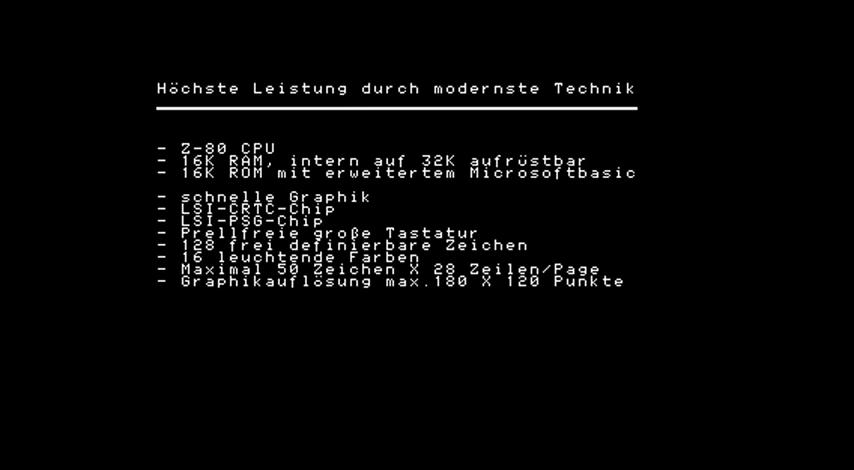 Höchste Leistung durch modernste Technik
- Z-80 CPU
- 16K RAM, intern auf 32K aufrüstbar
- 16K ROM mit erweitertem Microsoftbasic
- schnelle Graphik
- LSI-CRTC-Chip
- LSI-PSG-Chip
- Prellfreie große Tastatur
- 128 frei definierbare Zeichen
- 16 leuchtende Farben
- Maximal 50 Zeichen X 28 Zeilen/Page
- Graphikauflösung max.180 X 120 Punkte